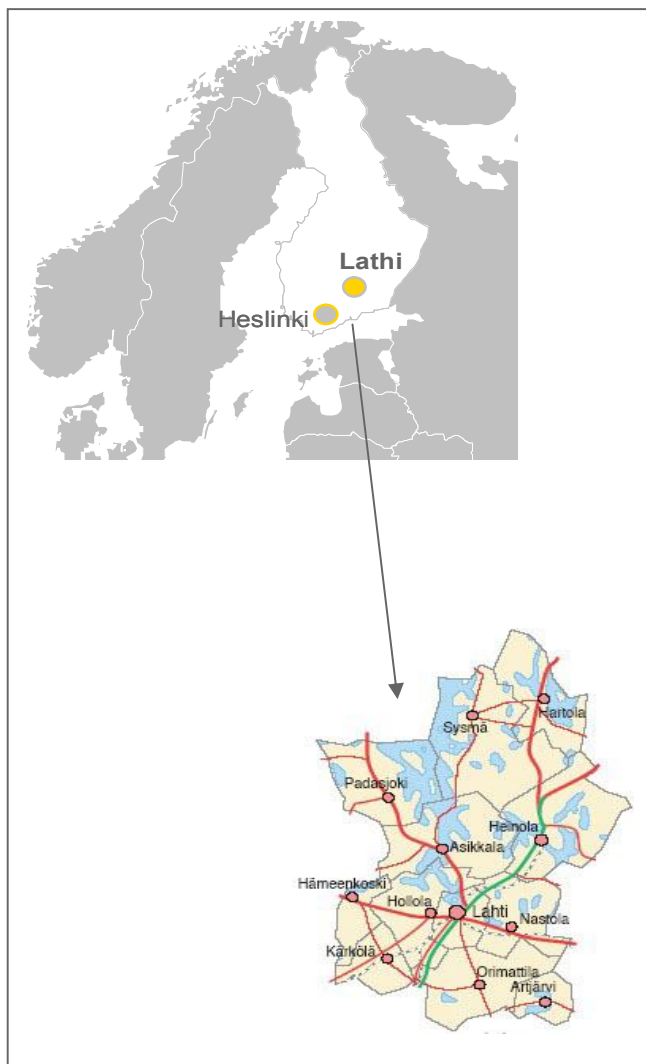 Lathi
Heslinki
Hartola
Sysmä
Padasjoki
Heinola
Asikkala
Hämeenkoski
Hollola
Lahti
Nastola
Kärkölä
Orimattila
Artjärvi